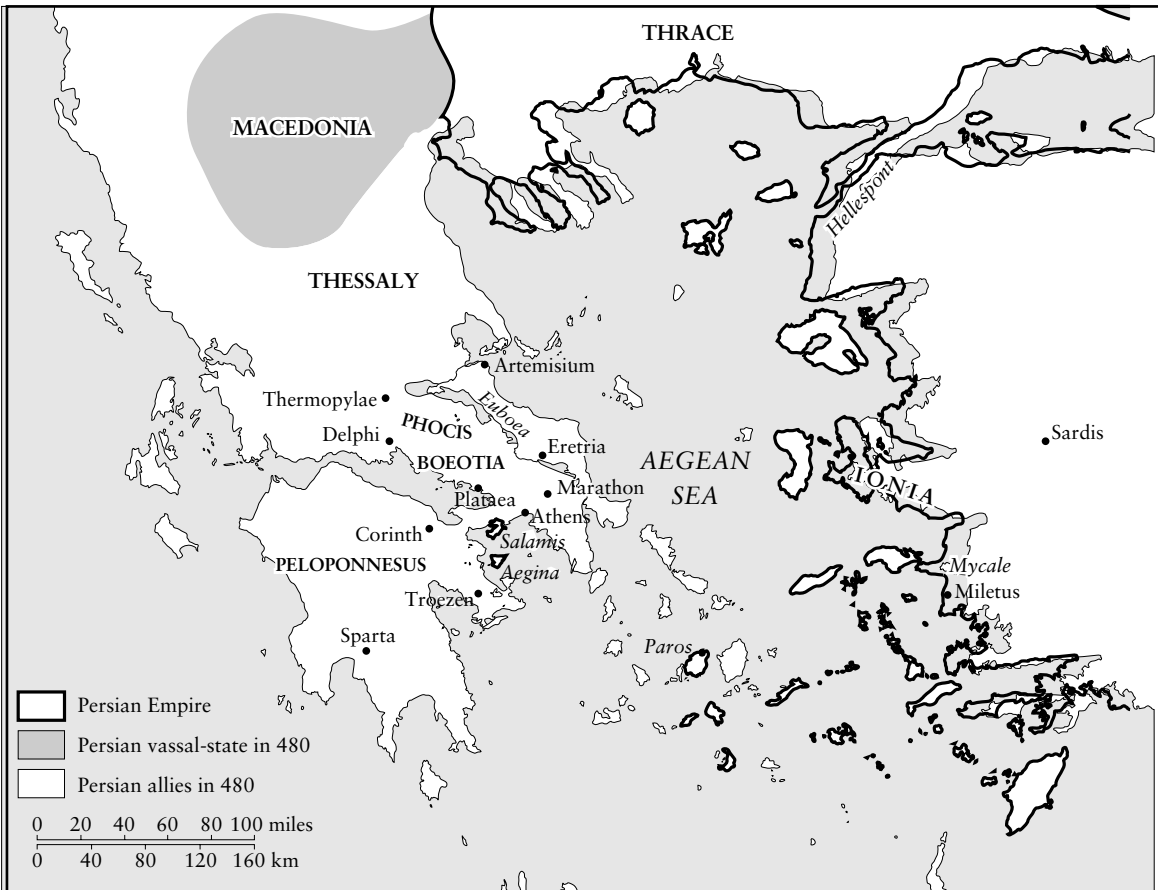 THRACE
MACEDONIA
Hellespont
THESSALY
Artemisium
Thermopylae
Euboea
PHOCIS
Delphi
Eretria
Sardis
BOEOTIA
AEGEAN
SEA
IONIA
Plataea
Marathon
Athens
Corinth
Salamis
PELOPONNESUS
Aegina
Mycale
Troezen
Miletus
Sparta
Paros
Persian Empire
Persian vassal-state in 480
Persian allies in 480
0 20 40 60 80 100 miles
0 40 80 120 160 km